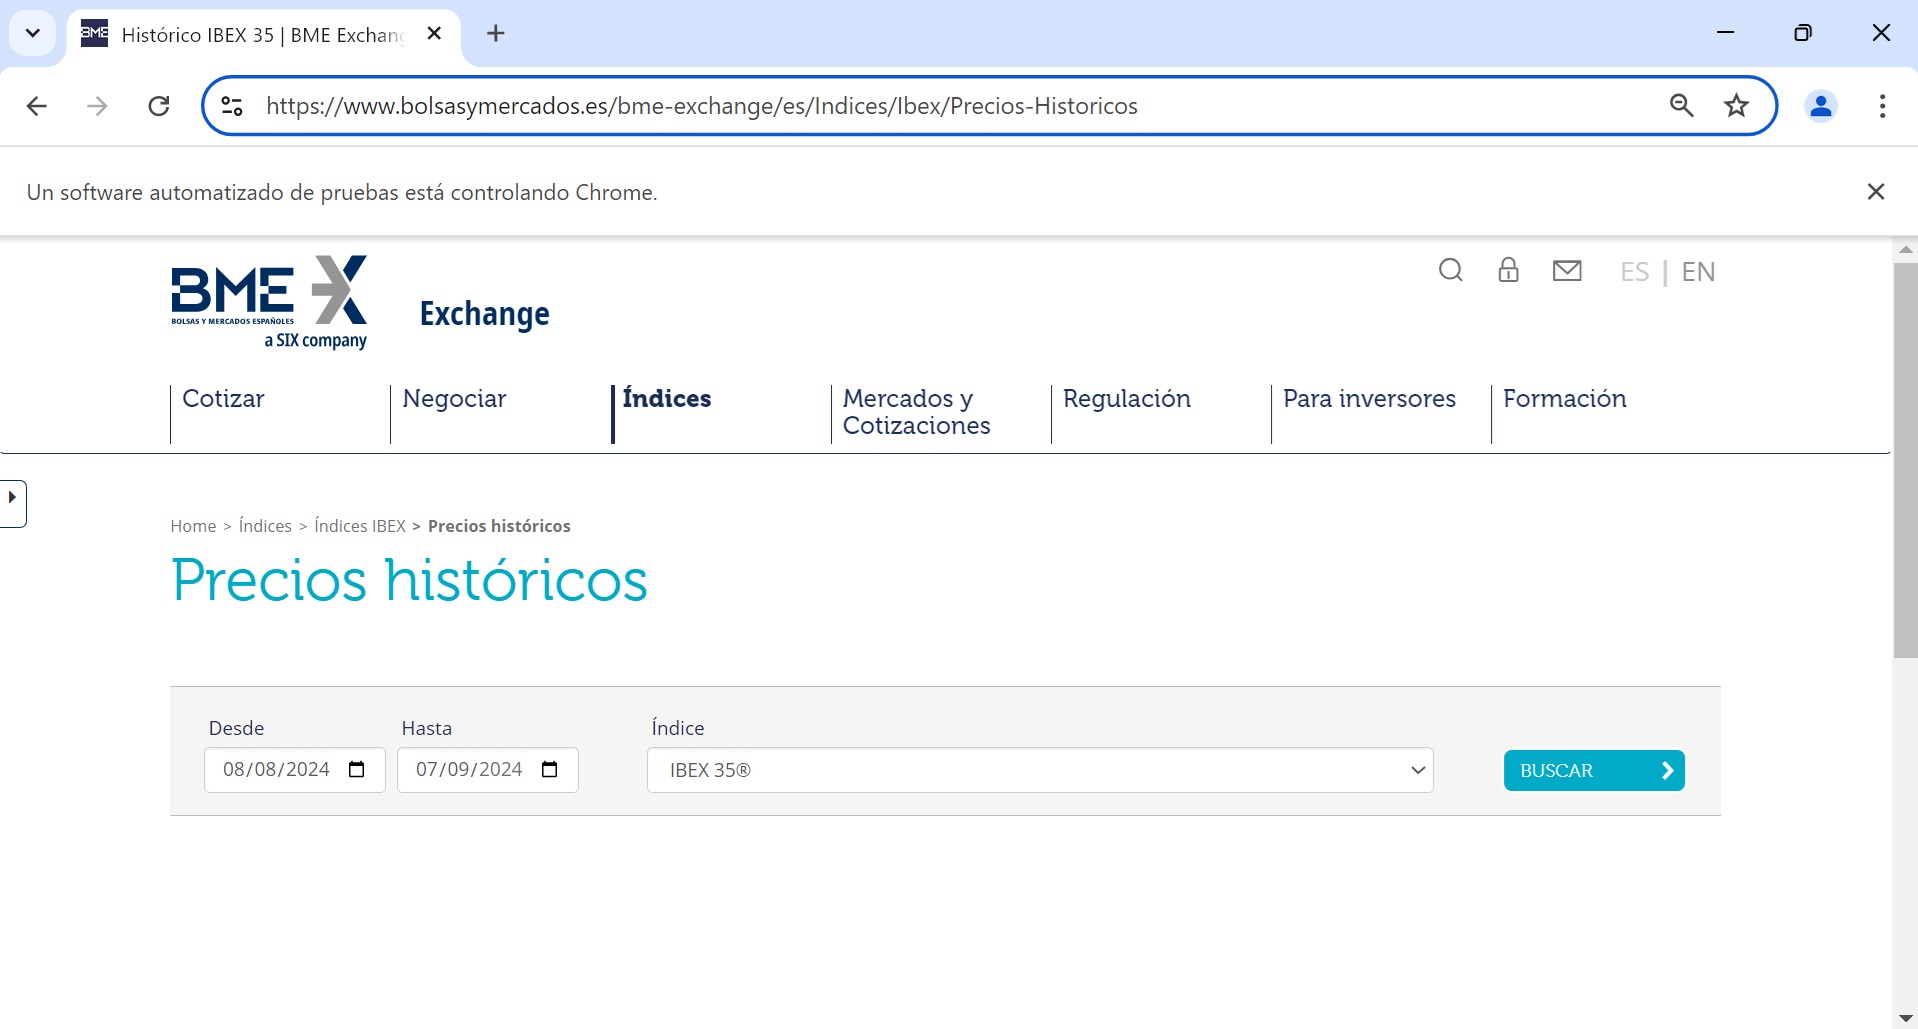 BME
Histórico IBEX 35 | BME Exchang
https://www.bolsasymercados.es/bme-exchange/es/Indices/Ibex/Precios-Historicos
Un software automatizado de pruebas está controlando Chrome.
BME X
BOLSAS Y MERCADOS ESPAÑOLES
a SIX company
Exchange
ES | EN
Cotizar
Negociar
Índices
Mercados y
Cotizaciones
Regulación
Para inversores
Formación
Home > Índices > Índices IBEX > Precios históricos
Precios históricos
Desde
Hasta
Índice
08/08/2024
07/09/2024
IBEX 35®
BUSCAR